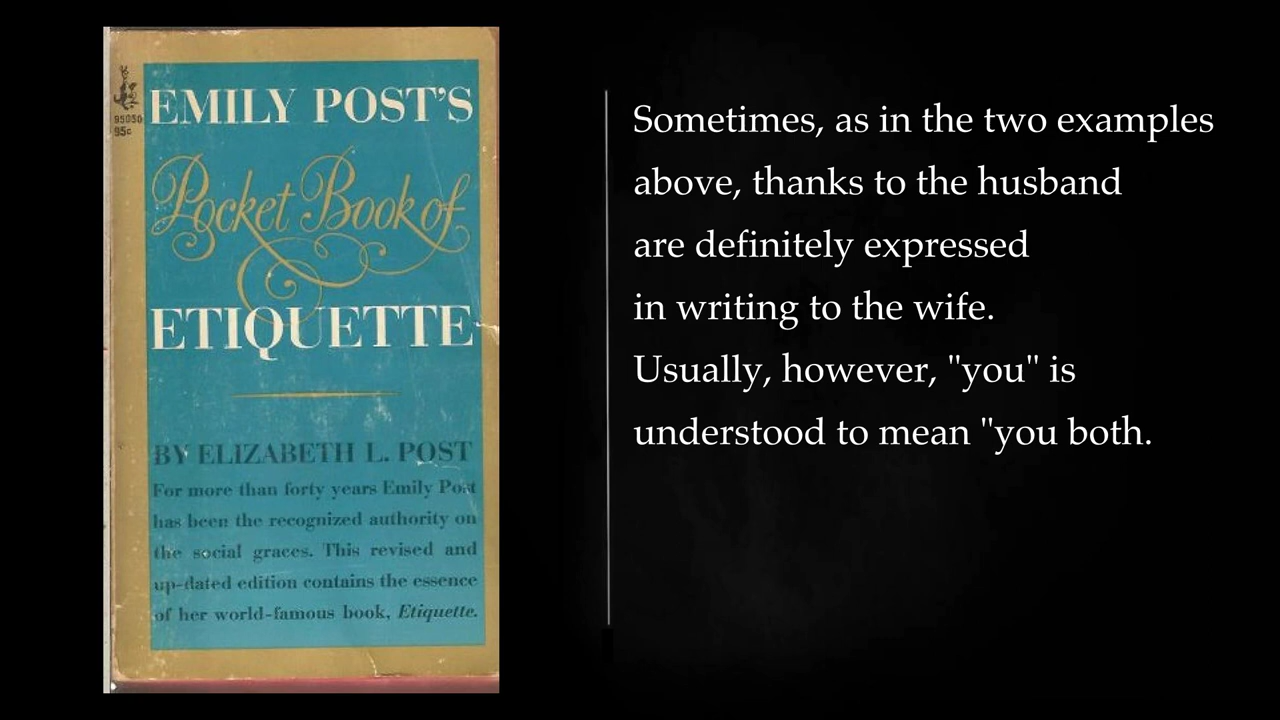 95050
95c
EMILY POST'S
Pocket Book of
ETIQUETTE
BY ELIZABETH L. POST
For more than forty years Emily Post
has been the recognized authority on
the social graces. This revised and
up-dated edition contains the essence
of her world-famous book, Etiquette.
Sometimes, as in the two examples
above, thanks to the husband
are definitely expressed
in writing to the wife.
Usually, however, "you" is
understood to mean "you both.